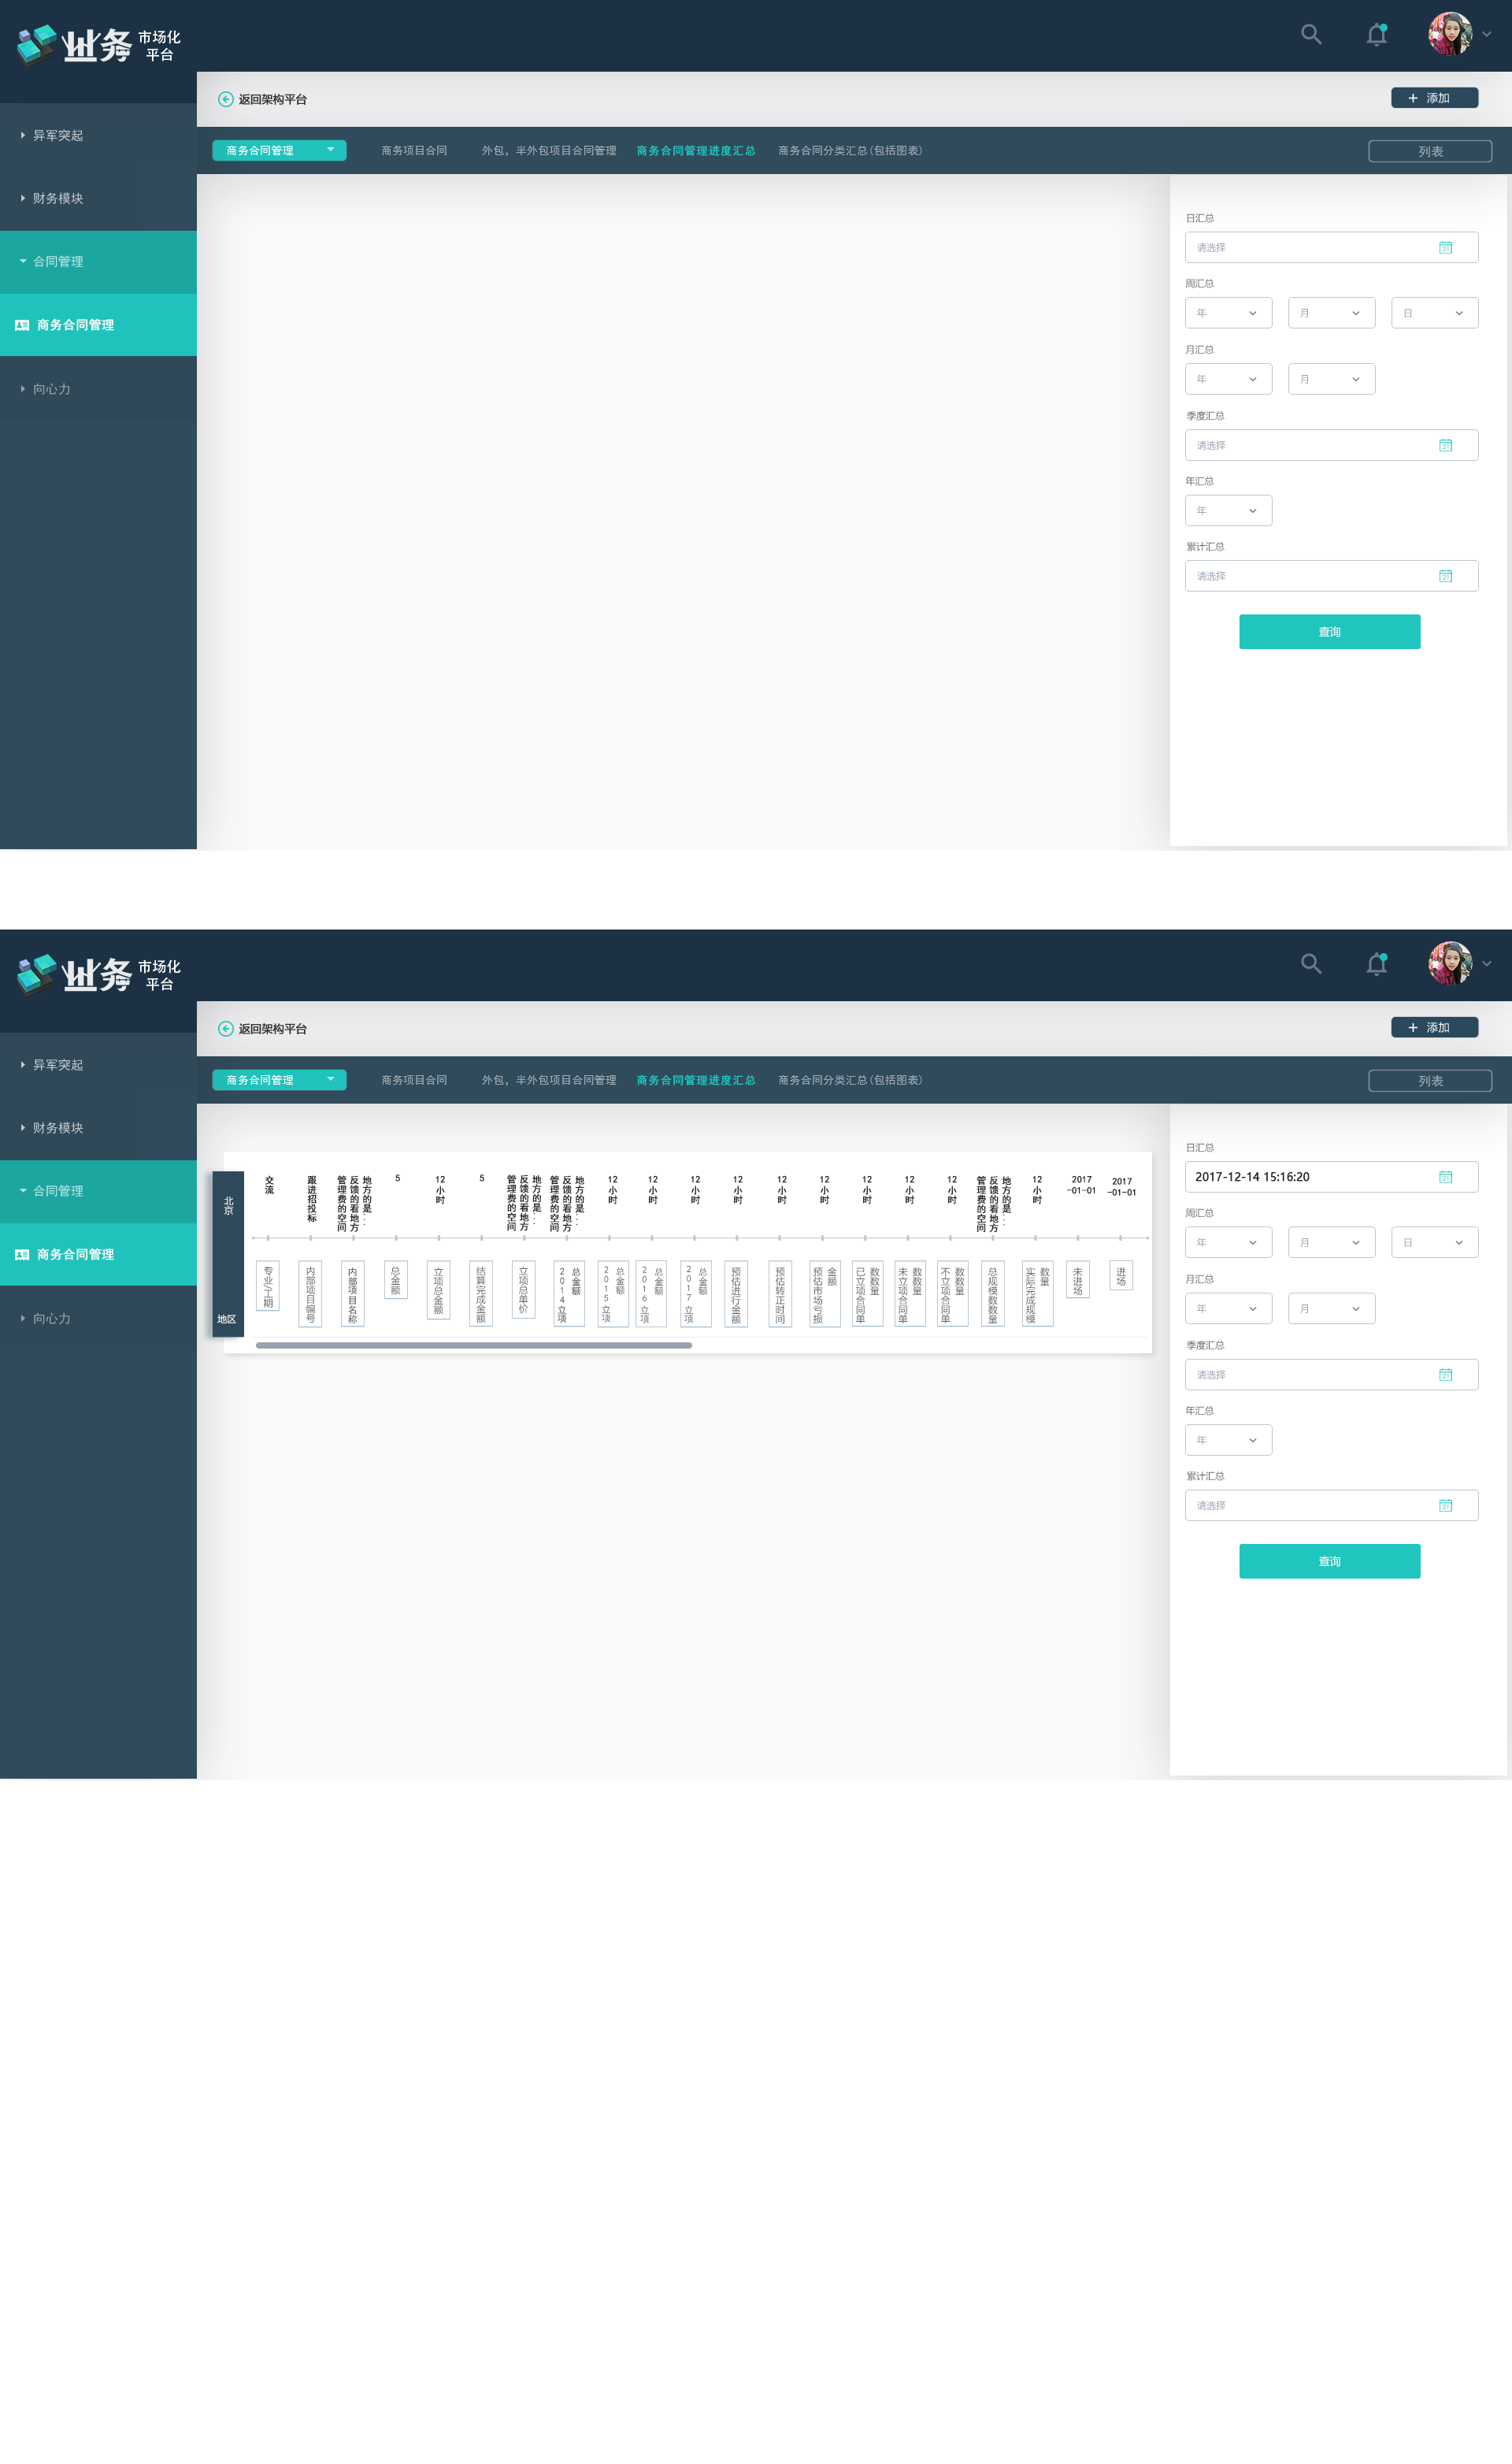 业务 市场化
平台
返回架构平台
+ 添加
异军突起
财务模块
合同管理
商务合同管理
向心力
商务合同管理 商务项目合同 外包，半外包项目合同管理 商务合同管理进度汇总 商务合同分类汇总(包括图表) 列表
日汇总
请选择
周汇总
年 月 日
月汇总
年 月
季度汇总
请选择
年汇总
年
累计汇总
请选择
查询
业务 市场化
平台
返回架构平台
+ 添加
异军突起
财务模块
合同管理
商务合同管理
向心力
商务合同管理 商务项目合同 外包，半外包项目合同管理 商务合同管理进度汇总 商务合同分类汇总(包括图表) 列表
北京
地区
交流
专业/工期
跟进招投标
内部项目编号
地方的是...
反馈的看地方
管理费的空间
内部项目名称
5
总金额
12小时
立项总金额
5
结算完成金额
地方的是...
反馈的看地方
管理费的空间
立项总单价
地方的是...
反馈的看地方
管理费的空间
总金额
2014立项
12小时
总金额
2015立项
12小时
总金额
2016立项
12小时
总金额
2017立项
12小时
预估进行金额
12小时
预估转正时间
12小时
金额
预估市场亏损
12小时
数数量
已立项合同单
12小时
数数量
未立项合同单
12小时
数数量
不立项合同单
地方的是...
反馈的看地方
管理费的空间
总规模数数量
12小时
数量
实际完成规模
2017
-01-01
未进场
2017
-01-01
进场
日汇总
2017-12-14 15:16:20
周汇总
年 月 日
月汇总
年 月
季度汇总
请选择
年汇总
年
累计汇总
请选择
查询